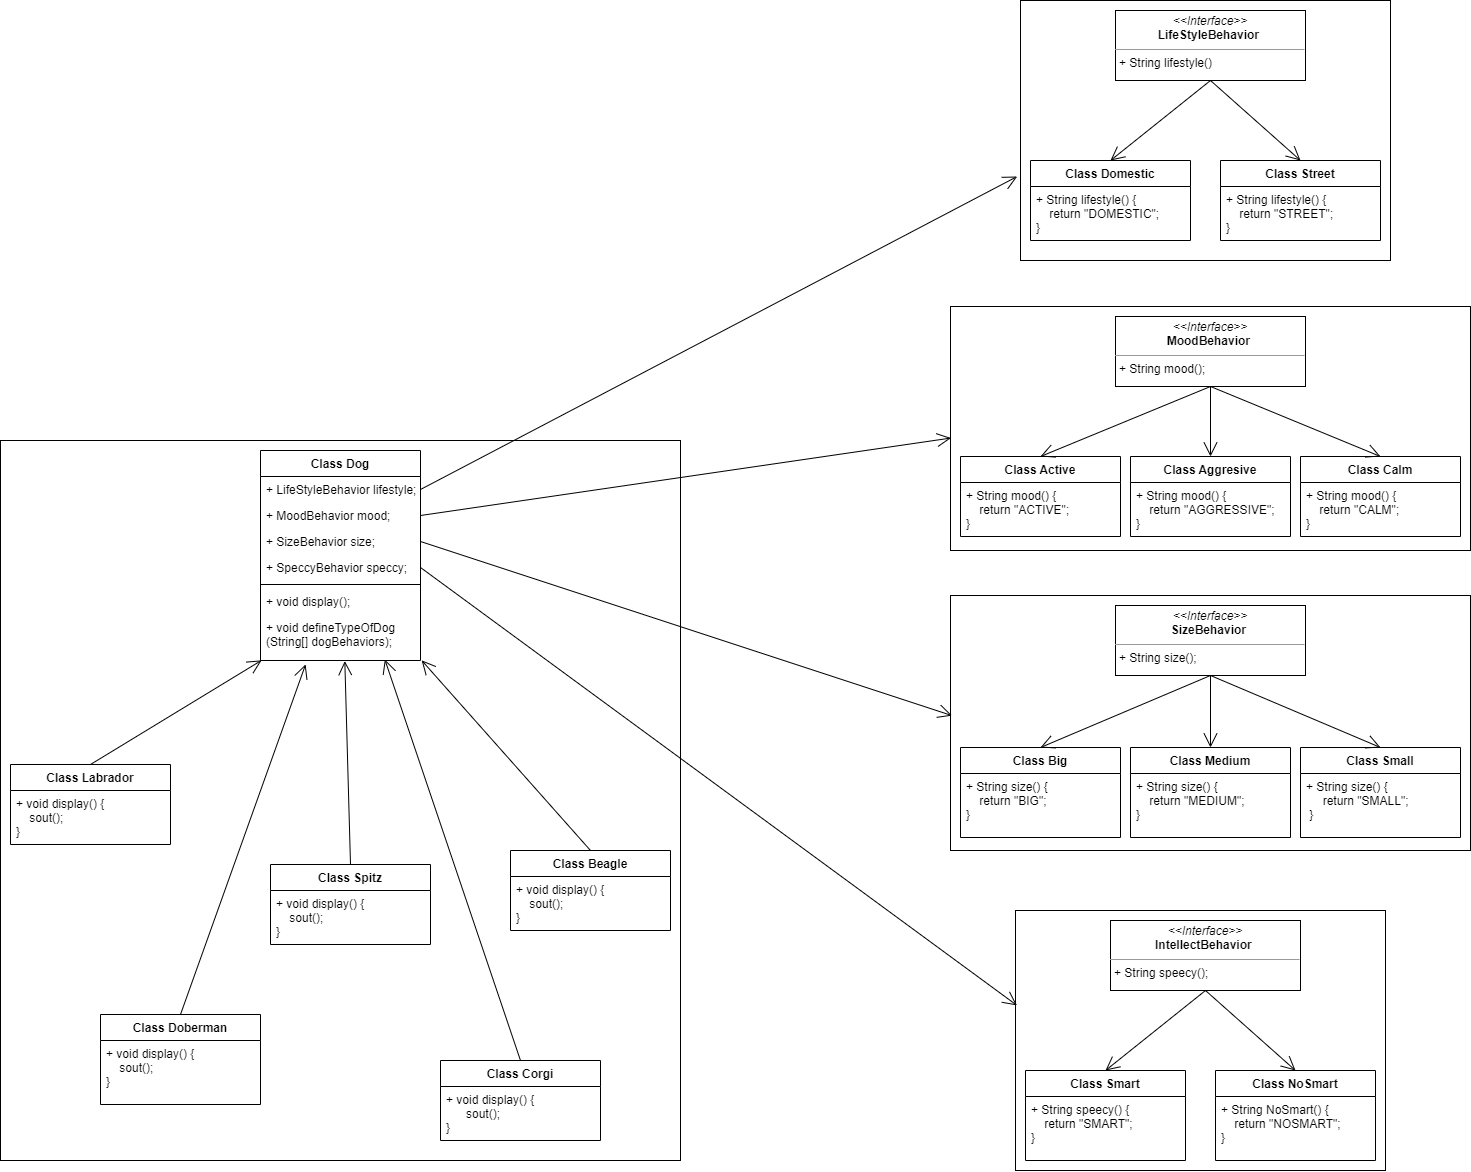 <<Interface>>
LifeStyleBehavior
+ String lifestyle()
Class Domestic
+ String lifestyle() {
return "DOMESTIC";
}
Class Street
+ String lifestyle() {
return "STREET";
}
<<Interface>>
MoodBehavior
+ String mood();
Class Active
+ String mood() {
return "ACTIVE";
}
Class Aggresive
+ String mood() {
return "AGGRESSIVE";
}
Class Calm
+ String mood() {
return "CALM";
}
Class Dog
+ LifeStyleBehavior lifestyle;
+ MoodBehavior mood;
+ SizeBehavior size;
+ SpeccyBehavior speccy;
+ void display();
+ void defineTypeOfDog
(String[] dogBehaviors);
<<Interface>>
SizeBehavior
+ String size();
Class Big
+ String size() {
return "BIG";
}
Class Medium
+ String size() {
return "MEDIUM";
}
Class Small
+ String size() {
return "SMALL";
}
Class Labrador
+ void display() {
sout();
}
Class Spitz
+ void display() {
sout();
}
Class Beagle
+ void display() {
sout();
}
Class Doberman
+ void display() {
sout();
}
Class Corgi
+ void display() {
sout();
}
<<Interface>>
IntellectBehavior
+ String speecy();
Class Smart
+ String speecy() {
return "SMART";
}
Class NoSmart
+ String NoSmart() {
return "NOSMART";
}